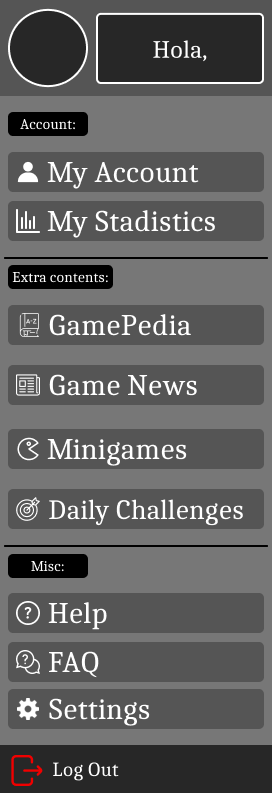 Hola,
Account:
My Account
My Stadistics
Extra contents:
GamePedia
Game News
Minigames
Daily Challenges
Misc:
Help
FAQ
Settings
Log Out